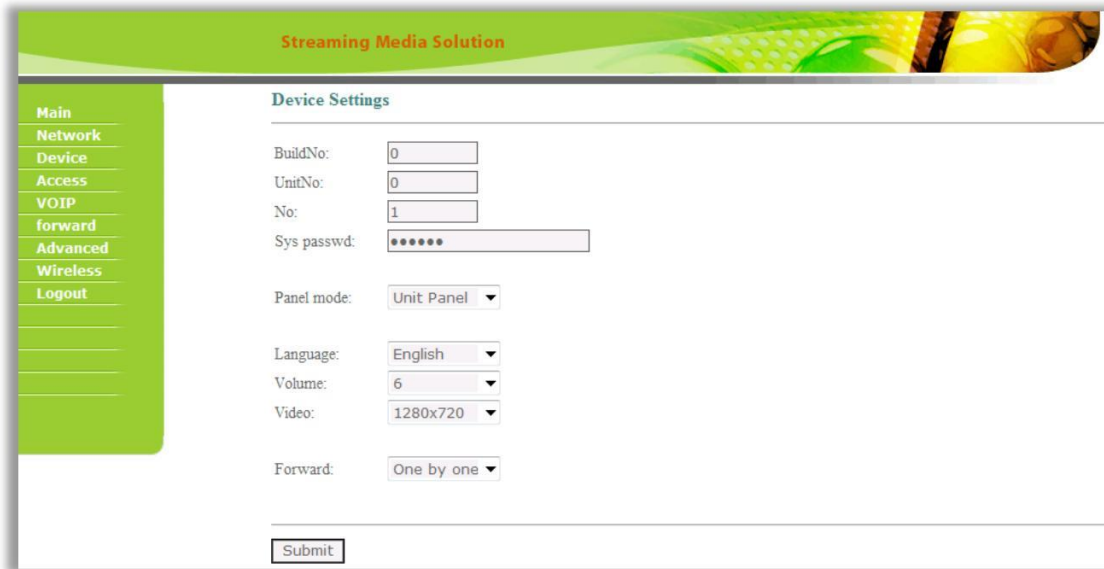 Streaming Media Solution
Main
Network
Device
Access
VOIP
forward
Advanced
Wireless
Logout
Device Settings
BuildNo: 0
UnitNo: 0
No: 1
Sys passwd: ••••••
Panel mode: Unit Panel
Language: English
Volume: 6
Video: 1280x720
Forward: One by one
Submit